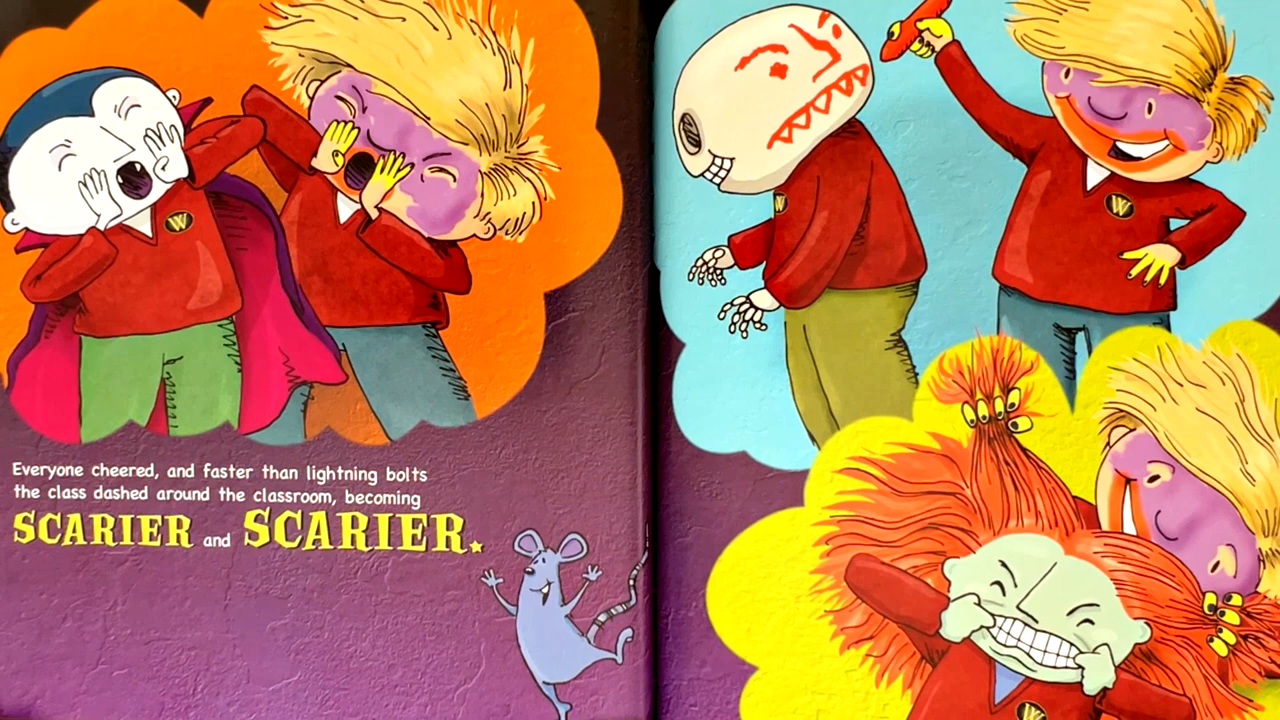 Everyone cheered, and faster than lightning bolts
the class dashed around the classroom, becoming
SCARIER and SCARIER.
W
W
W
W